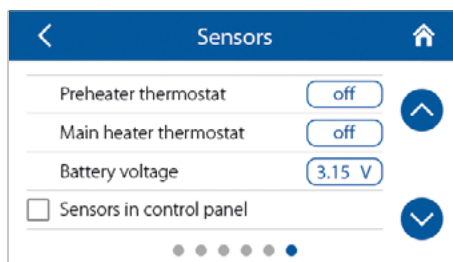 Sensors
Preheater thermostat off
Main heater thermostat off
Battery voltage 3.15 V
Sensors in control panel